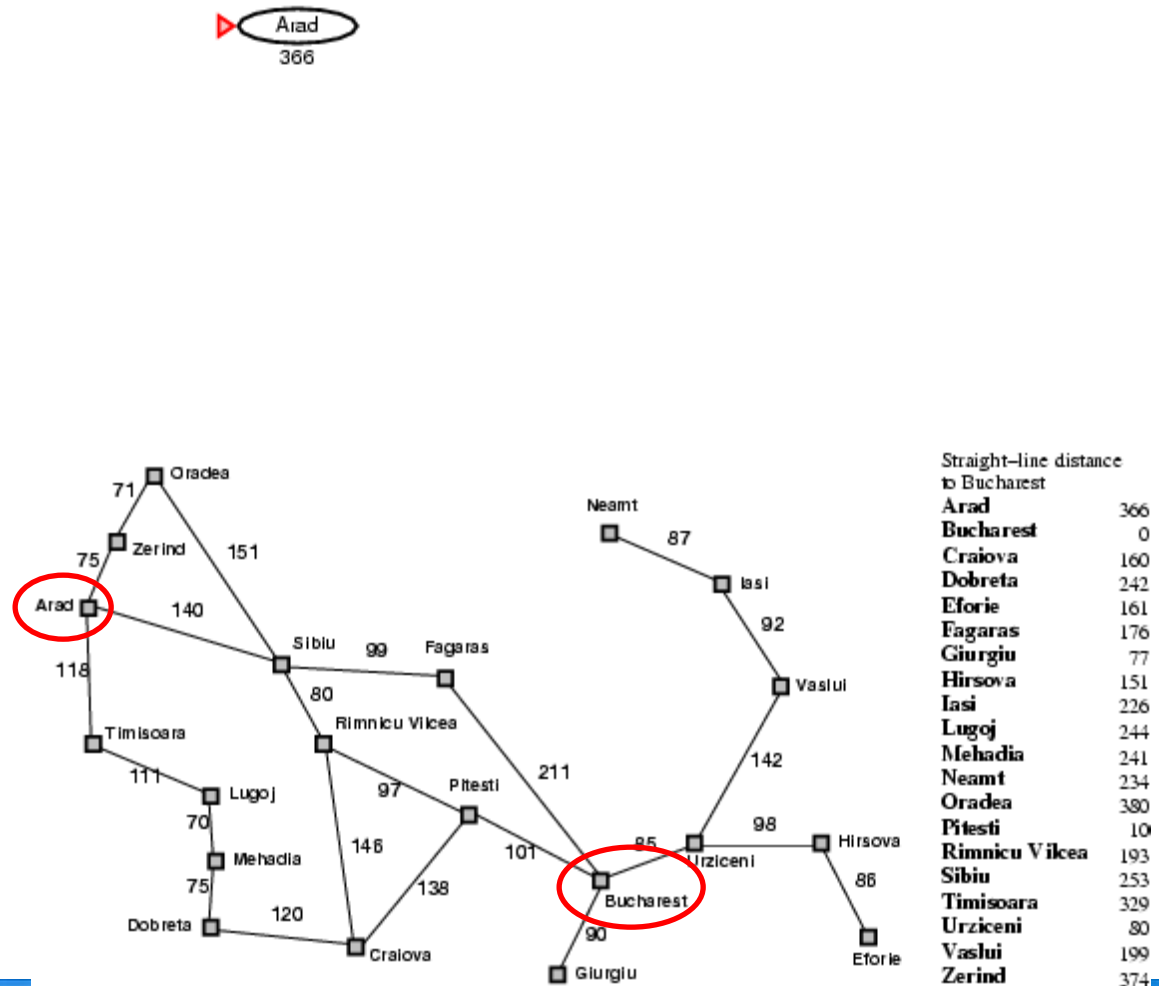 Arad
366
Oradea
71
Neamt
87
Zerind
151
75
Iasi
Arad
140
92
Sibiu
99
Fagaras
118
80
Vaslui
Rimnicu Vilcea
Timisoara
211
142
111
Lugoj
97
Pitesti
70
98
Hirsova
146
101
85
Urziceni
Mehadia
86
75
138
Bucharest
120
Dobreta
90
Craiova
Eforie
Giurgiu
Straight-line distance
to Bucharest
Arad 366
Bucharest 0
Craiova 160
Dobreta 242
Eforie 161
Fagaras 176
Giurgiu 77
Hirsova 151
Iasi 226
Lugoj 244
Mehadia 241
Neamt 234
Oradea 380
Pitesti 10
Rimnicu Vilcea 193
Sibiu 253
Timisoara 329
Urziceni 80
Vaslui 199
Zerind 374